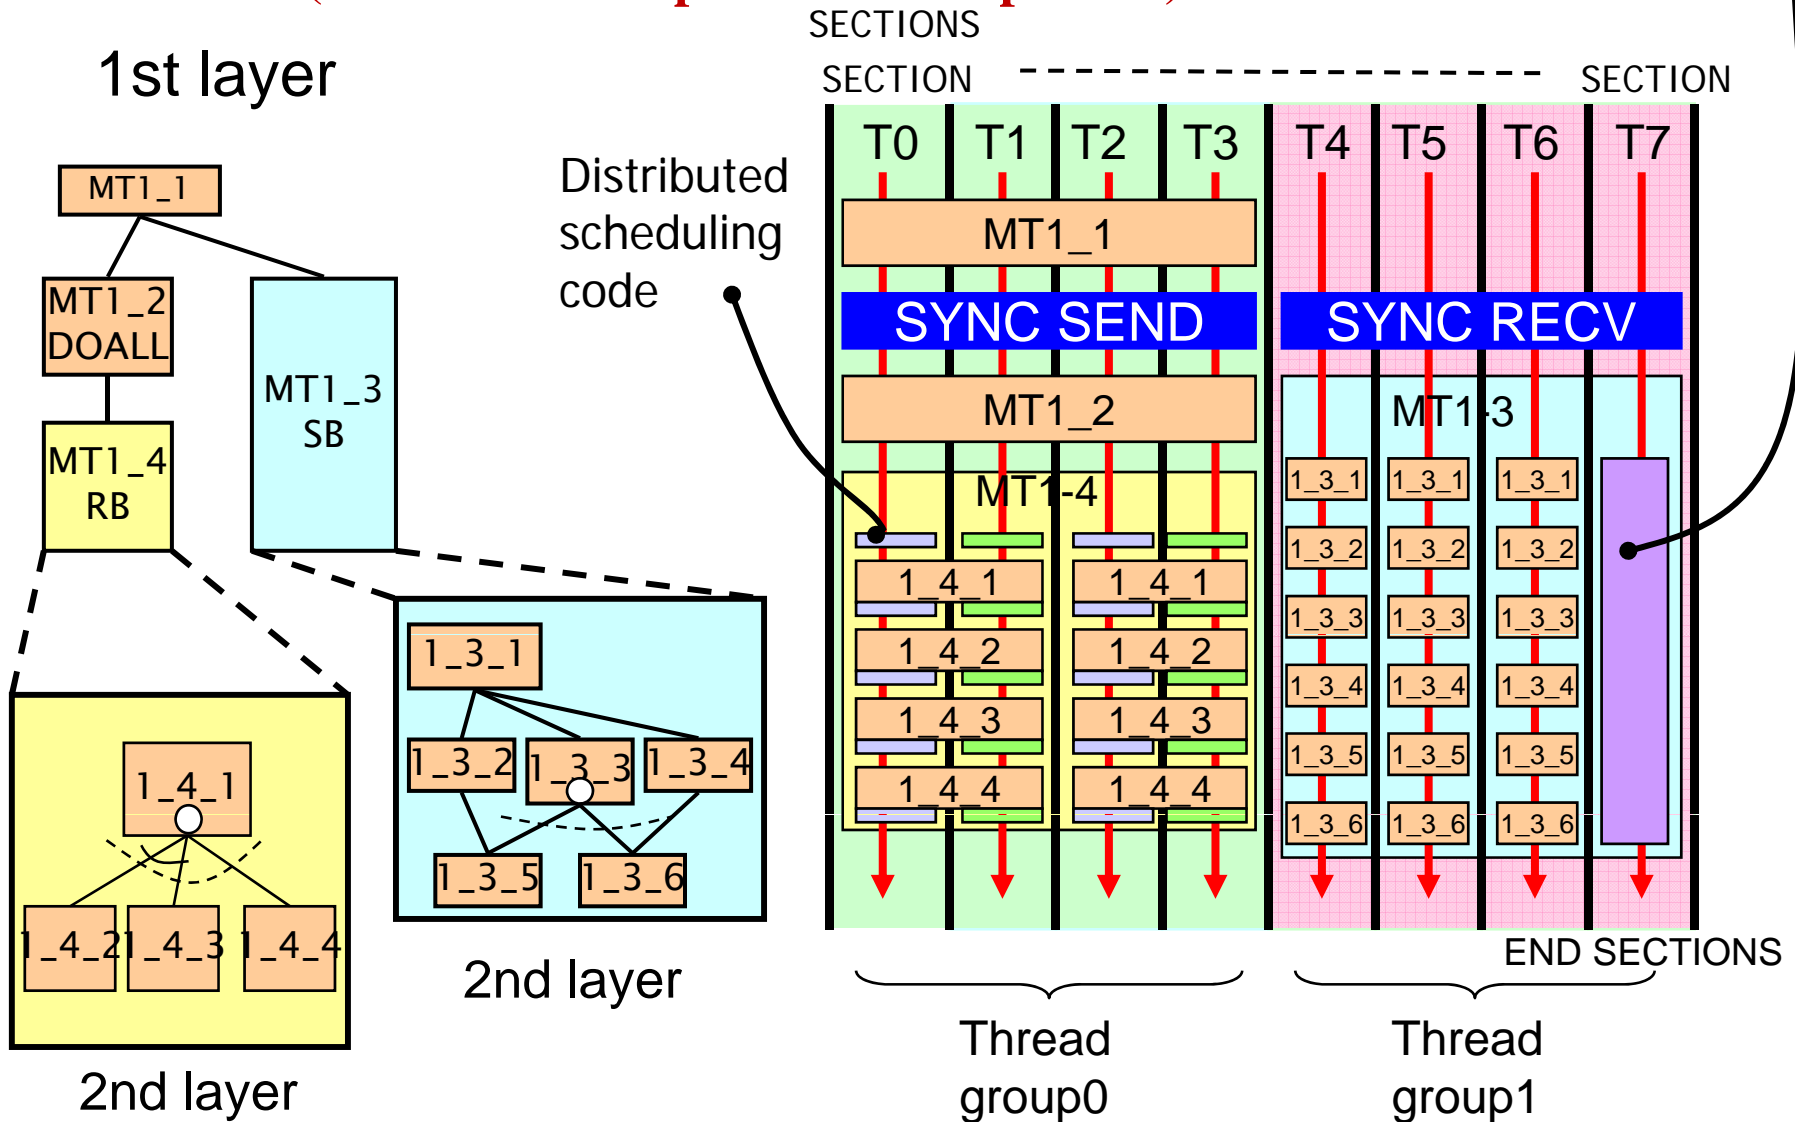 SECTIONS
SECTION
SECTION
1st layer
MT1_1
MT1_2
DOALL
MT1_3
SB
MT1_4
RB
Distributed
scheduling
code
T0 T1 T2 T3 T4 T5 T6 T7
MT1_1
SYNC SEND
SYNC RECV
MT1_2
MT1-3
MT1-4
1_4_1 1_4_1
1_4_2 1_4_2
1_4_3 1_4_3
1_4_4 1_4_4
1_3_1 1_3_1 1_3_1
1_3_2 1_3_2 1_3_2
1_3_3 1_3_3 1_3_3
1_3_4 1_3_4 1_3_4
1_3_5 1_3_5 1_3_5
1_3_6 1_3_6 1_3_6
1_3_1
1_3_2 1_3_3 1_3_4
1_3_5 1_3_6
2nd layer
1_4_1
1_4_2 1_4_3 1_4_4
2nd layer
END SECTIONS
Thread
group0
Thread
group1